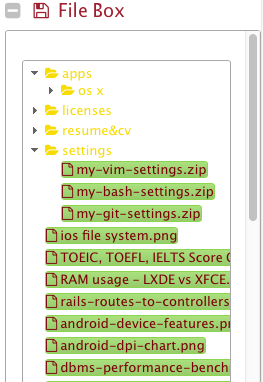 File Box
apps
os x
licenses
resume&cv
settings
my-vim-settings.zip
my-bash-settings.zip
my-git-settings.zip
ios file system.png
TOEIC, TOEFL, IELTS Score
RAM usage - LXDE vs XFCE.
rails-routes-to-controllers
android-device-features.pn
android-dpi-chart.png
dbms-performance-bench